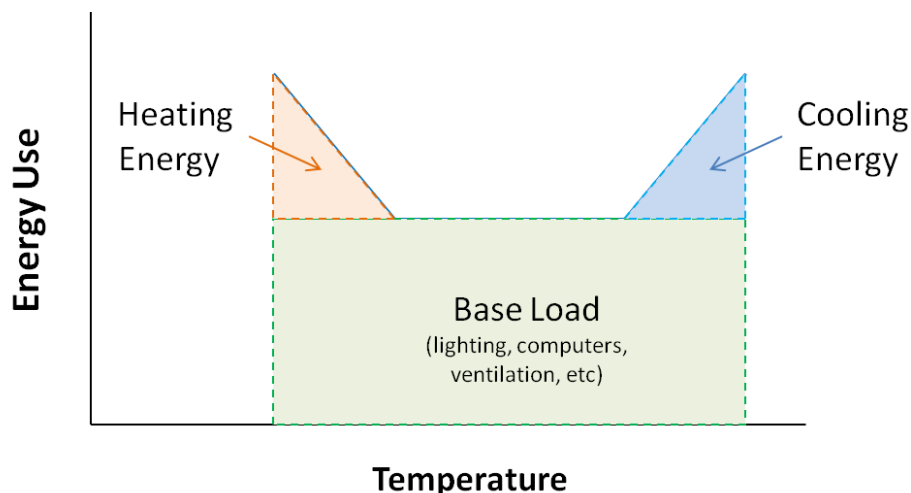 Energy Use
Heating
Energy
Cooling
Energy
Base Load
(lighting, computers,
ventilation, etc)
Temperature